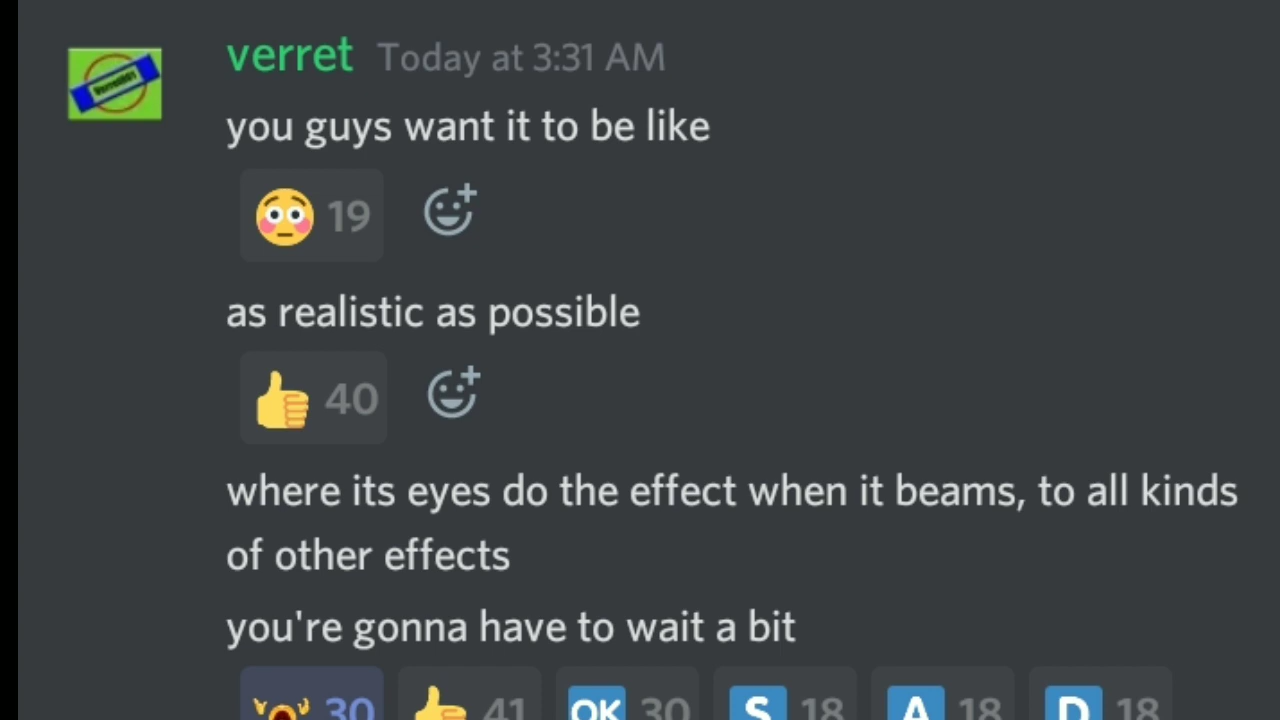 verret Today at 3:31 AM
you guys want it to be like
19
as realistic as possible
40
where its eyes do the effect when it beams, to all kinds
of other effects
you're gonna have to wait a bit
30 41 OK 30 S 18 A 18 D 18